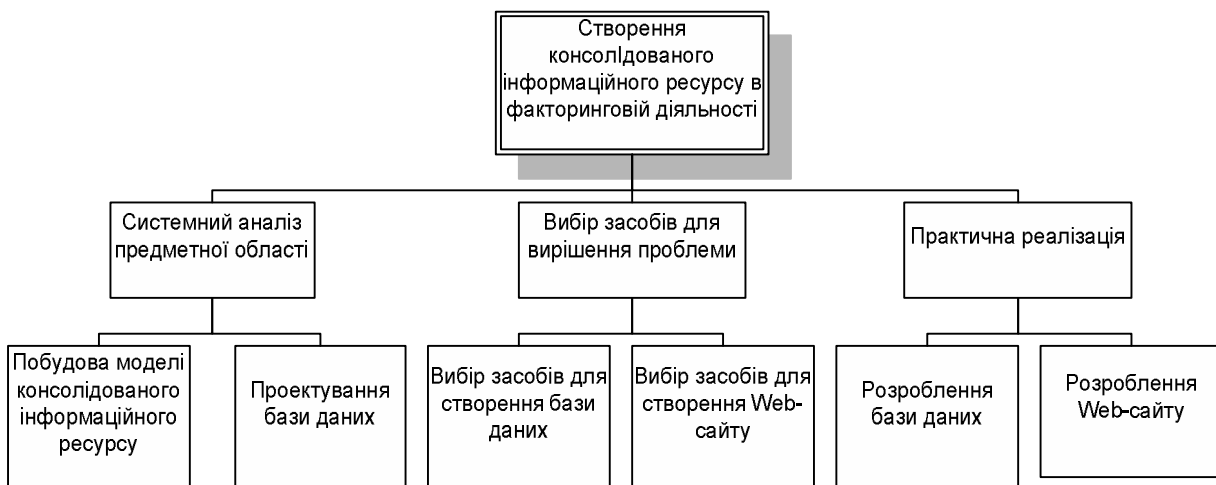 Створення
консолІдованого
інформаційного ресурсу в
факторинговій діяльності
Системний аналіз
предметної області
Вибір засобів для
вирішення проблеми
Практична реалізація
Побудова моделі
консолідованого
інформаційного
ресурсу
Проектування
бази даних
Вибір засобів для
створення бази
даних
Вибір засобів для
створення Web-
сайту
Розроблення
бази даних
Розроблення
Web-сайту